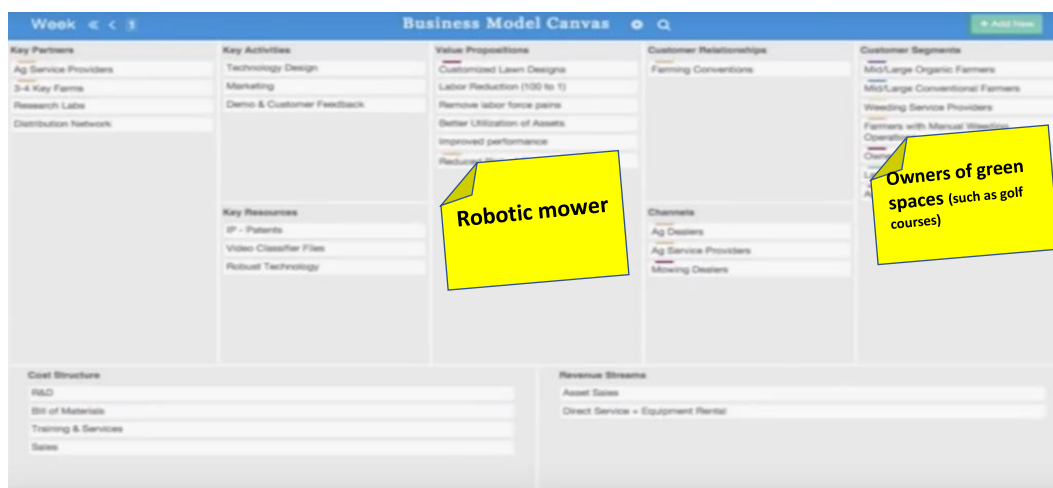 Week « < 1
Business Model Canvas
+ Add New
Key Partners
Ag Service Providers
3-4 Key Farms
Research Labs
Distribution Network
Key Activities
Technology Design
Marketing
Demo & Customer Feedback
Key Resources
IP - Patents
Video Classifier Files
Robust Technology
Value Propositions
Customized Lawn Designs
Labor Reduction (100 to 1)
Remove labor force pains
Better Utilization of Assets
Improved performance
Reduced
Robotic mower
Customer Relationships
Farming Conventions
Channels
Ag Dealers
Ag Service Providers
Mowing Dealers
Customer Segments
Mid/Large Organic Farmers
Mid/Large Conventional Farmers
Weeding Service Providers
Farmers with Manual Weeding
Owners of green
spaces (such as golf
courses)
Cost Structure
R&D
Bill of Materials
Training & Services
Sales
Revenue Streams
Asset Sales
Direct Service + Equipment Rental